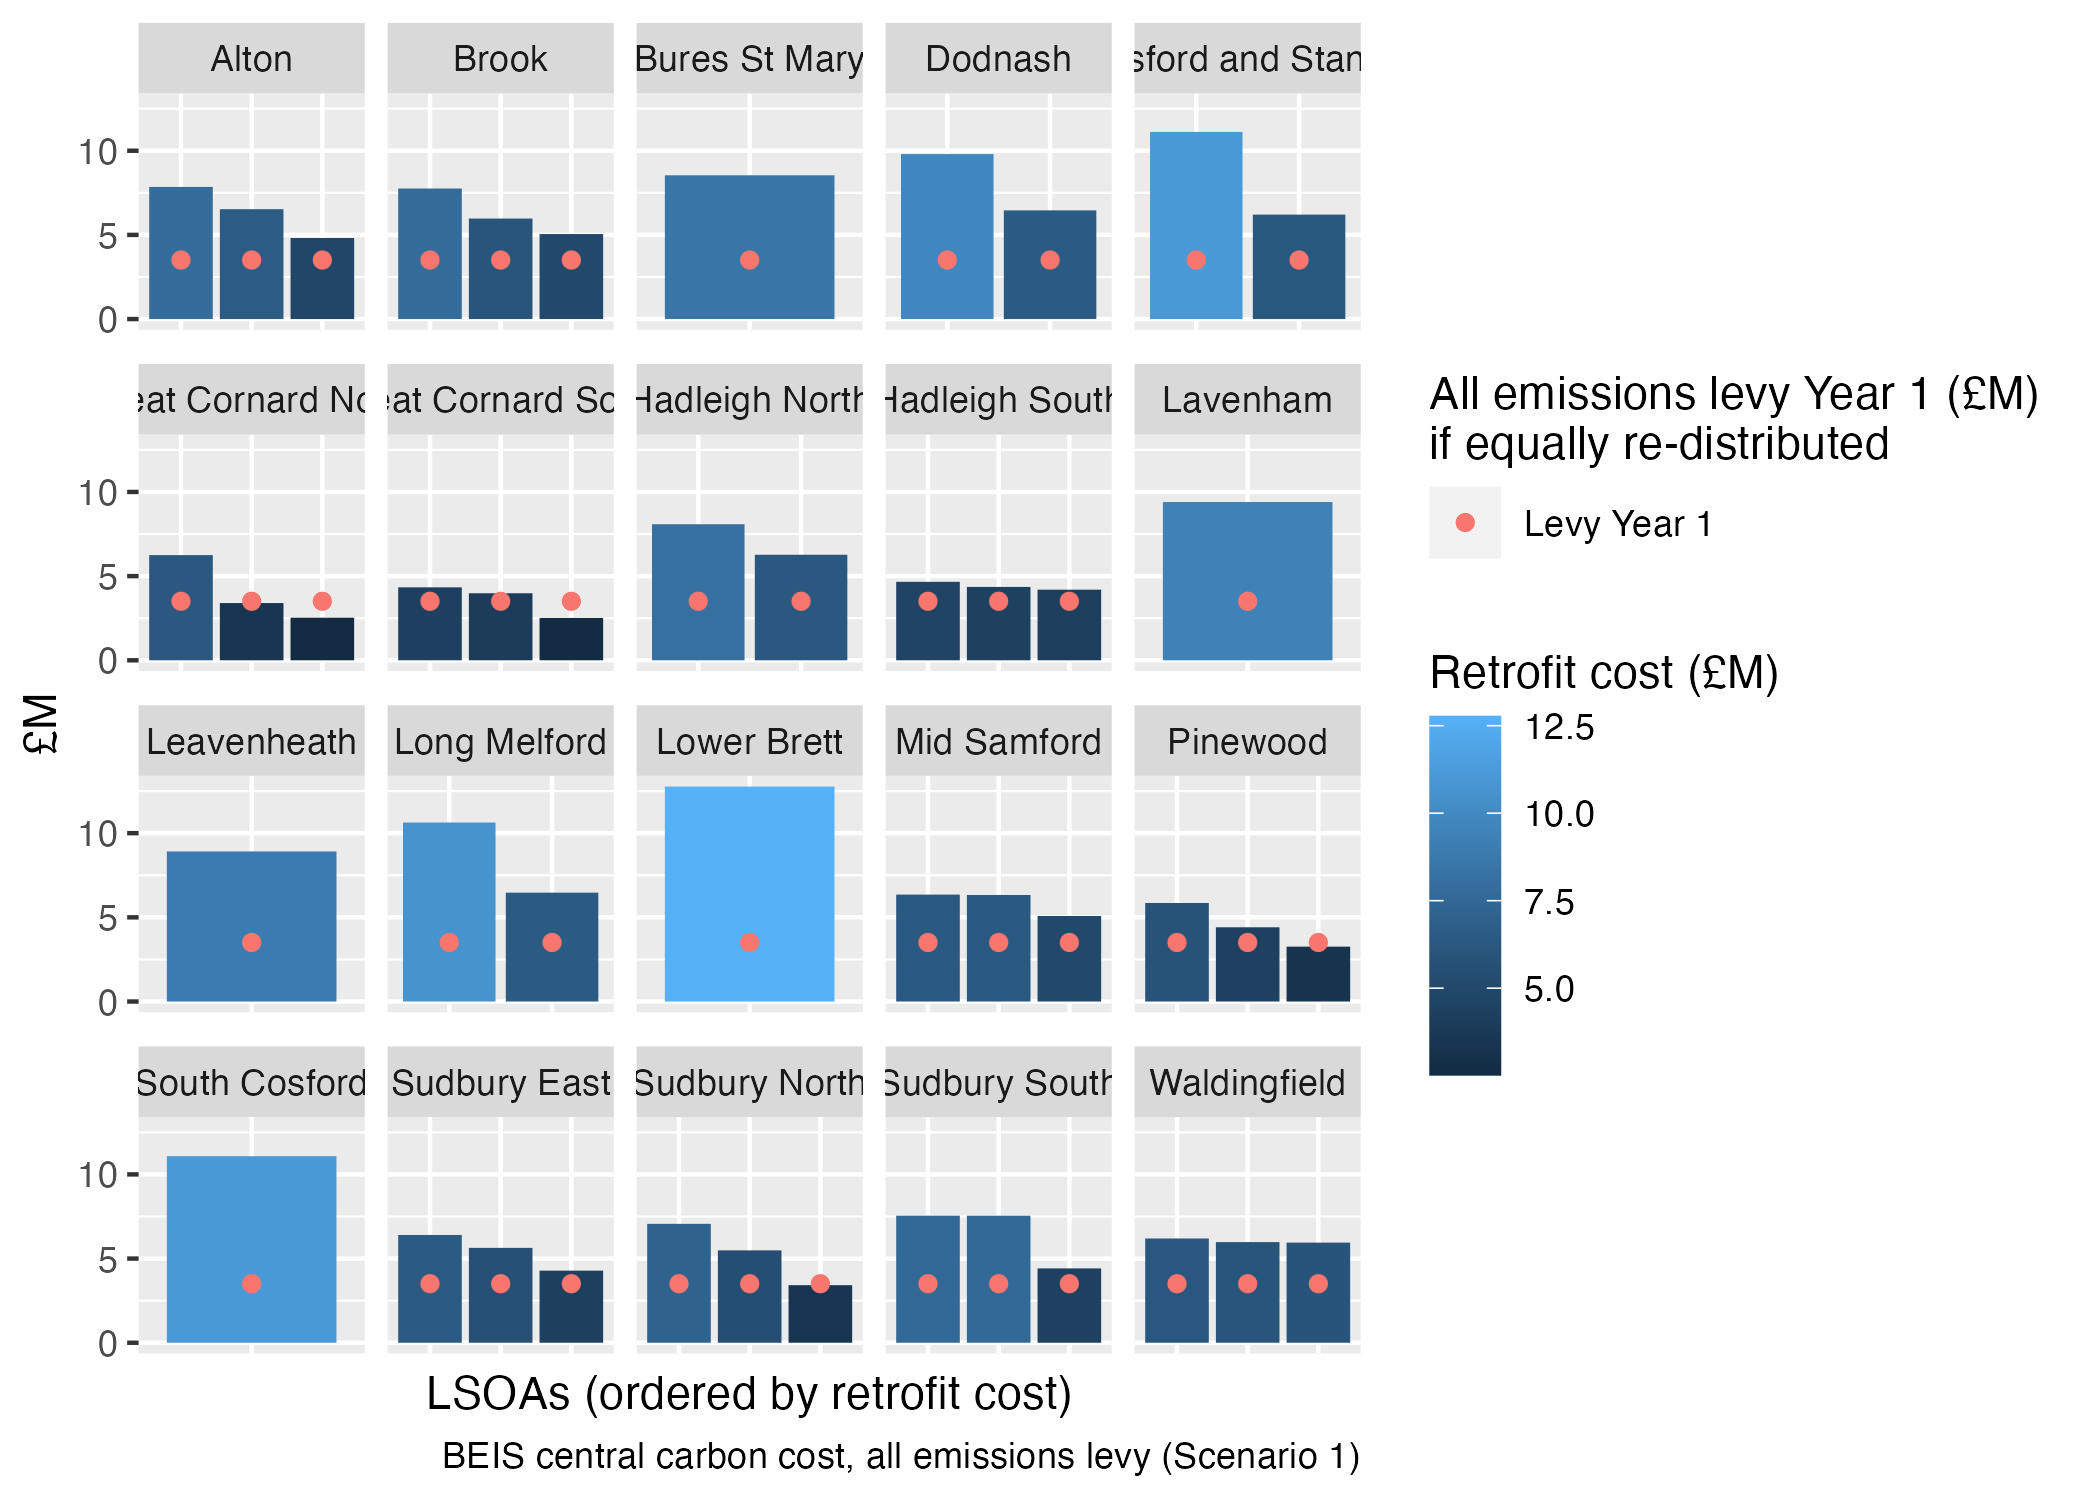 Alton
Brook
Bures St Mary
Dodnash
sford and Stan
10
5
0
eat Cornard No
eat Cornard So
Hadleigh North
Hadleigh South
Lavenham
10
5
0
Leavenheath
Long Melford
Lower Brett
Mid Samford
Pinewood
10
5
0
South Cosford
Sudbury East
Sudbury North
Sudbury South
Waldingfield
10
5
0
£M
LSOAs (ordered by retrofit cost)
BEIS central carbon cost, all emissions levy (Scenario 1)
All emissions levy Year 1 (£M)
if equally re-distributed
Levy Year 1
Retrofit cost (£M)
12.5
10.0
7.5
5.0